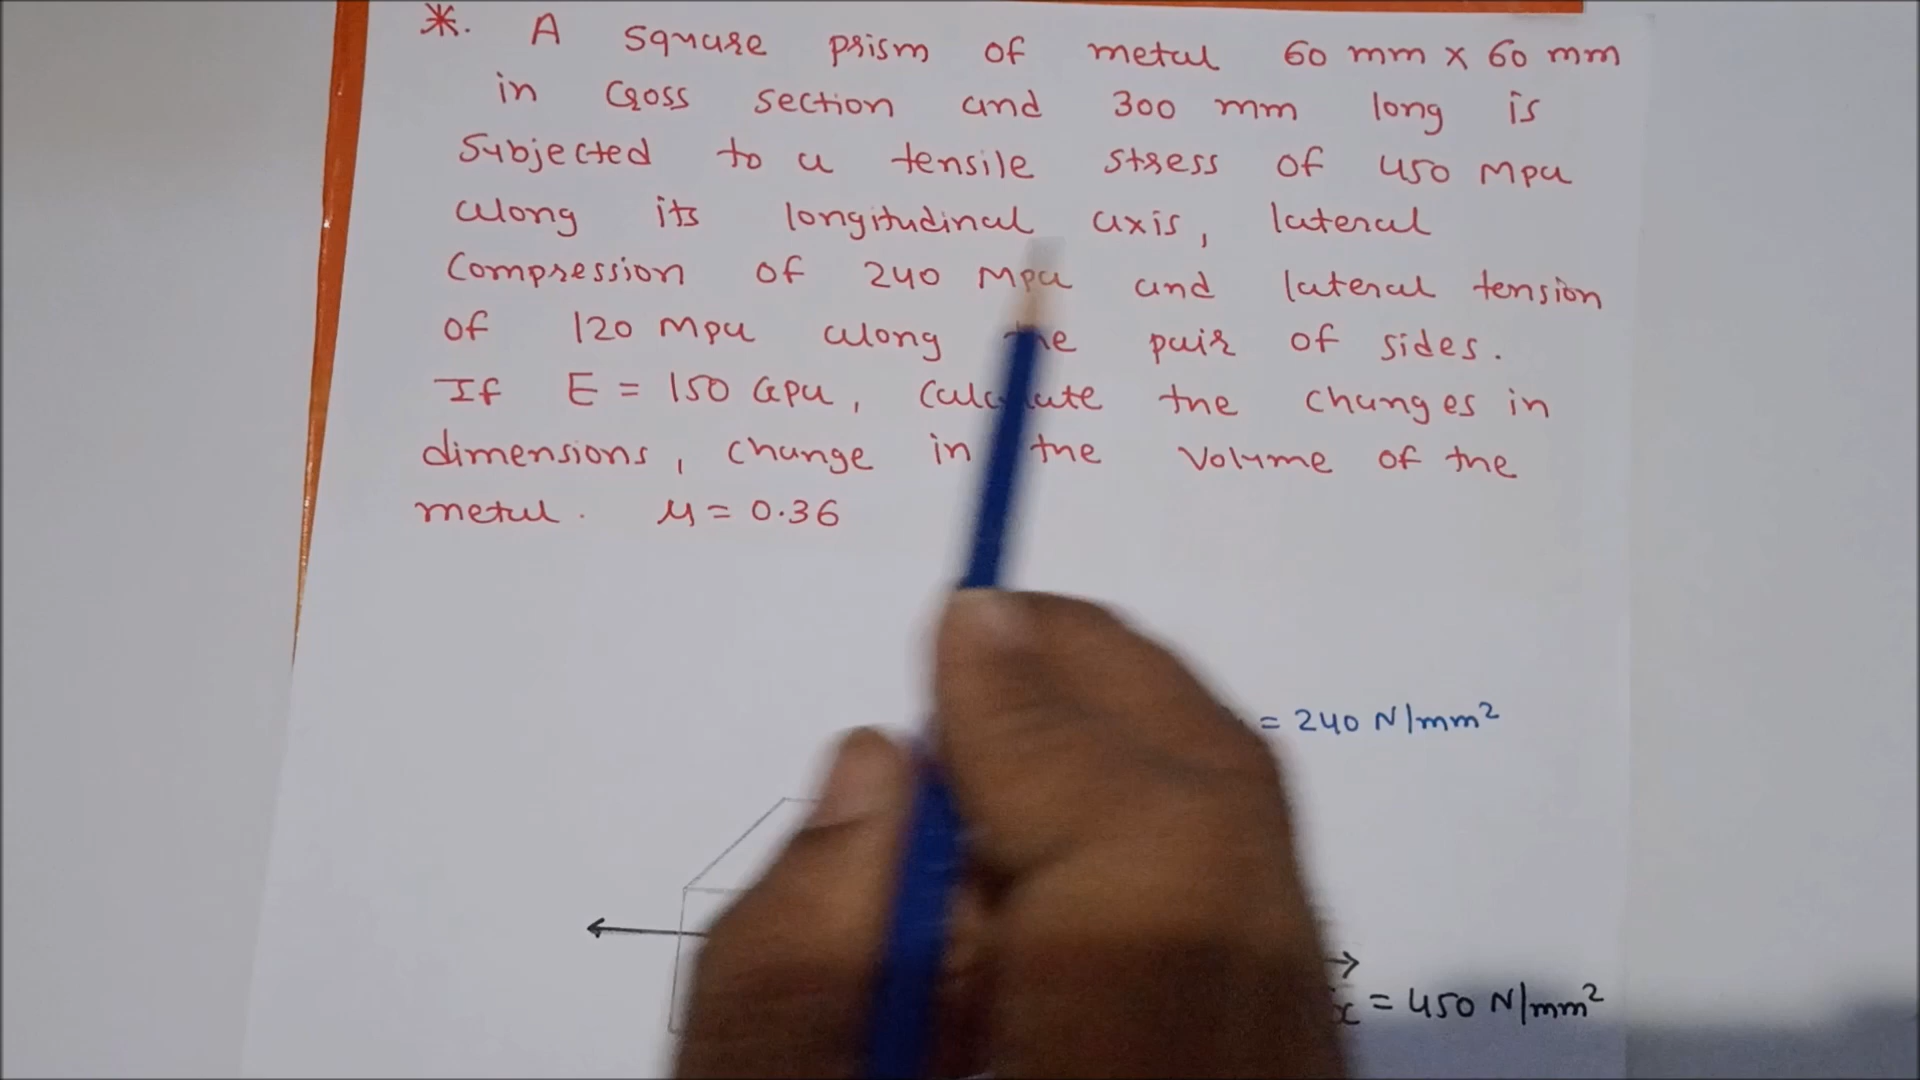 *. A square prism of metal 60 mm x 60 mm
in cross section and 300 mm long is
subjected to a tensile stress of 450 Mpa
along its longitudinal axis, lateral
compression of 240 Mpa and lateral tension
of 120 Mpa along the pair of sides.
If E = 150 Gpa, calculate the changes in
dimensions, change in the volume of the
metal. μ = 0.36
= 240 N/mm²
x = 450 N/mm²